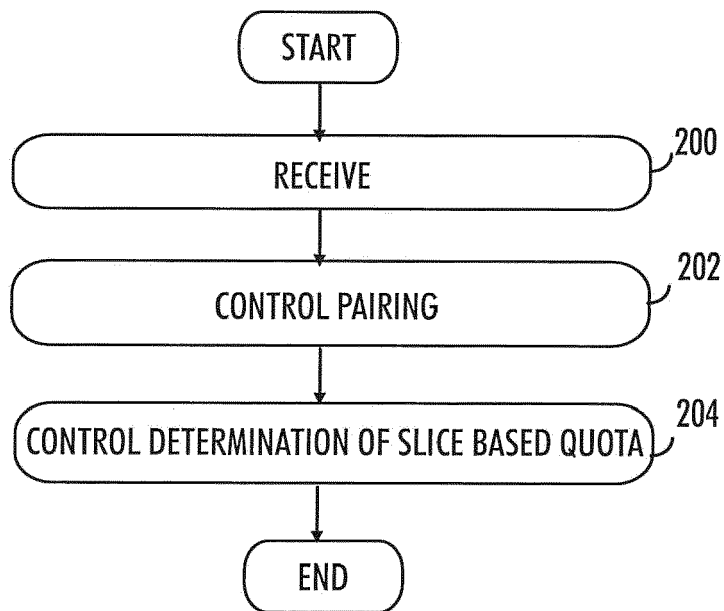 START
RECEIVE
200
CONTROL PAIRING
202
CONTROL DETERMINATION OF SLICE BASED QUOTA
204
END